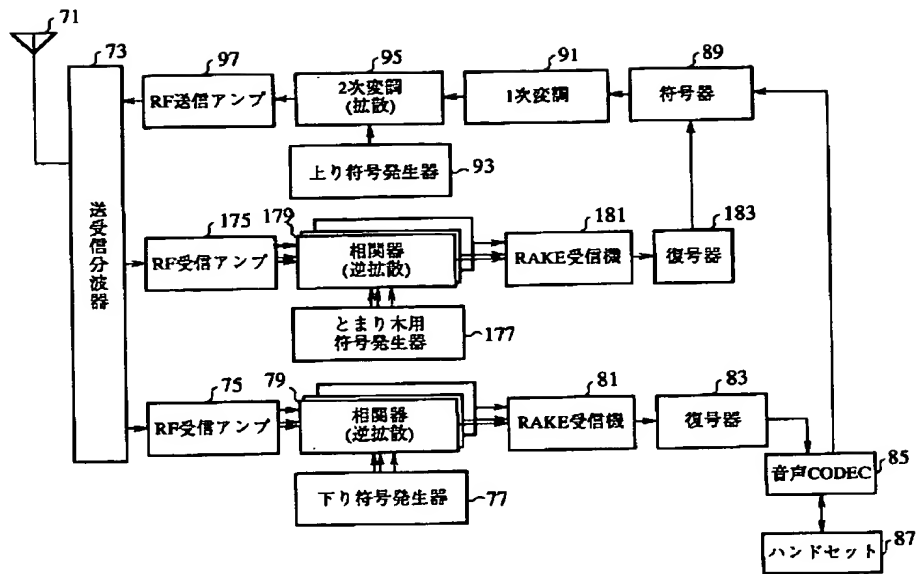 71
73
97
95
91
89
RF送信アンプ
2次変調
(拡散)
1次変調
符号器
上り符号発生器
93
送受信分波器
175
179
181
183
RF受信アンプ
相関器
(逆拡散)
RAKE受信機
復号器
とまり木用
符号発生器
177
75
79
81
83
RF受信アンプ
相関器
(逆拡散)
RAKE受信機
復号器
下り符号発生器
77
音声CODEC
85
ハンドセット
87